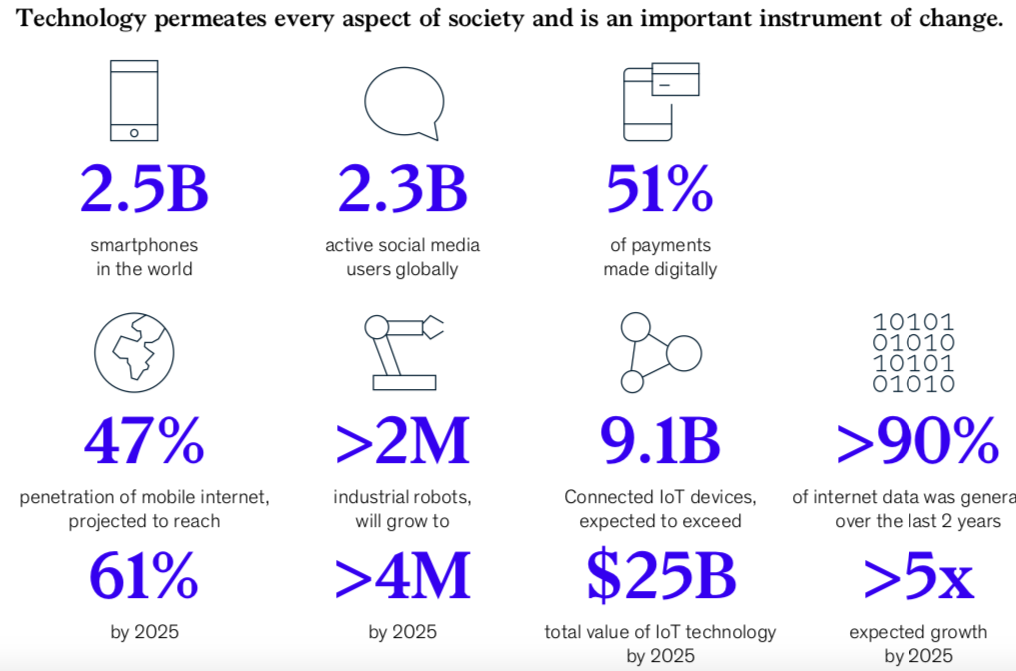 Technology permeates every aspect of society and is an important instrument of change.
2.5B
smartphones
in the world
2.3B
active social media
users globally
51%
of payments
made digitally
47%
penetration of mobile internet,
projected to reach
61%
by 2025
>2M
industrial robots,
will grow to
>4M
by 2025
9.1B
Connected IoT devices,
expected to exceed
$25B
total value of IoT technology
by 2025
10101
01010
10101
01010
>90%
of internet data was genera
over the last 2 years
>5x
expected growth
by 2025